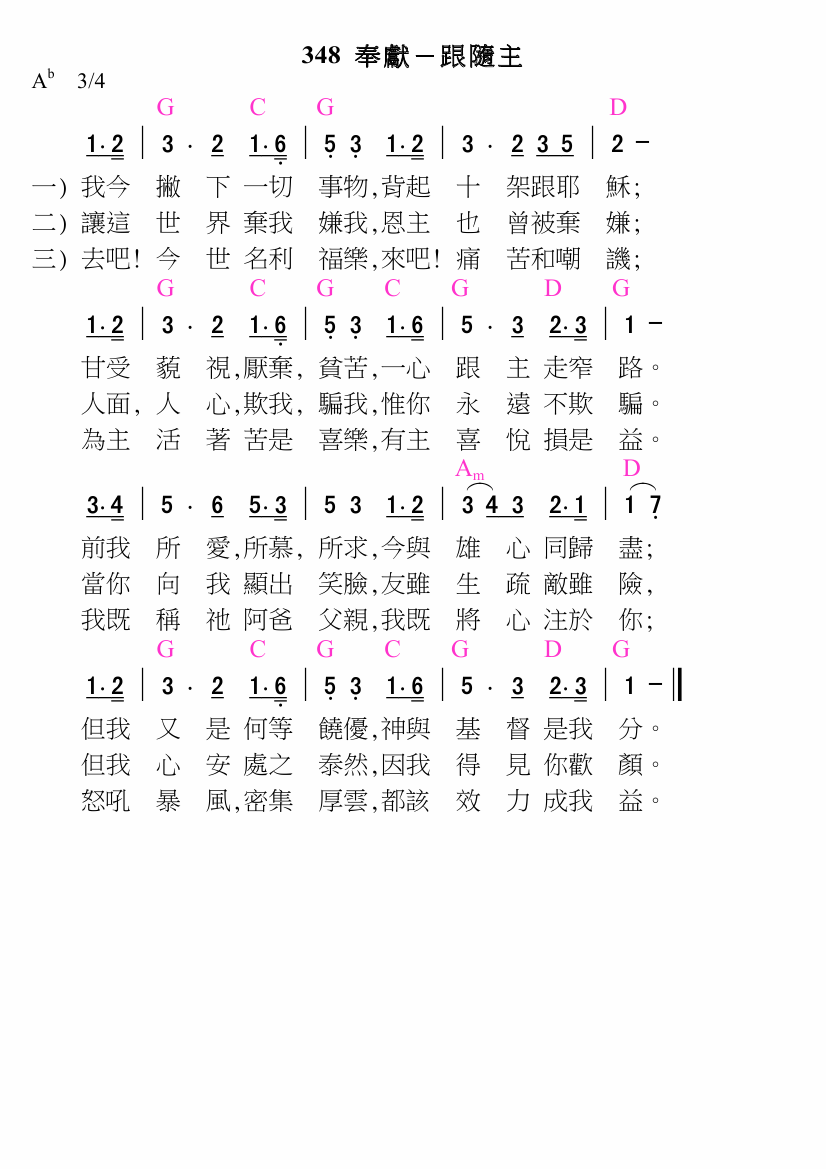 348 奉獻－跟隨主
Ab 3/4
G C G D
1·2 | 3 · 2 1·6 | 5 3 1·2 | 3 · 2 3 5 | 2 －
一) 我今 撇 下 一切 事物,背起 十 架跟耶 穌;
二) 讓這 世 界 棄我 嫌我,恩主 也 曾被棄 嫌;
三) 去吧! 今 世 名利 福樂,來吧! 痛 苦和嘲 譏;
G C G C G D G
1·2 | 3 · 2 1·6 | 5 3 1·6 | 5 · 3 2·3 | 1 －
甘受 藐 視,厭棄, 貧苦,一心 跟 主 走窄 路。
人面, 人 心,欺我, 騙我,惟你 永 遠 不欺 騙。
為主 活 著 苦是 喜樂,有主 喜 悅 損是 益。
Am D
3·4 | 5 · 6 5·3 | 5 3 1·2 | 3 4 3 2·1 | 1 7
前我 所 愛,所慕, 所求,今與 雄 心 同歸 盡;
當你 向 我 顯出 笑臉,友雖 生 疏 敵雖 險,
我既 稱 祂 阿爸 父親,我既 將 心 注於 你;
G C G C G D G
1·2 | 3 · 2 1·6 | 5 3 1·6 | 5 · 3 2·3 | 1 － ‖
但我 又 是 何等 饒優,神與 基 督 是我 分。
但我 心 安 處之 泰然,因我 得 見 你歡 顏。
怒吼 暴 風,密集 厚雲,都該 效 力 成我 益。